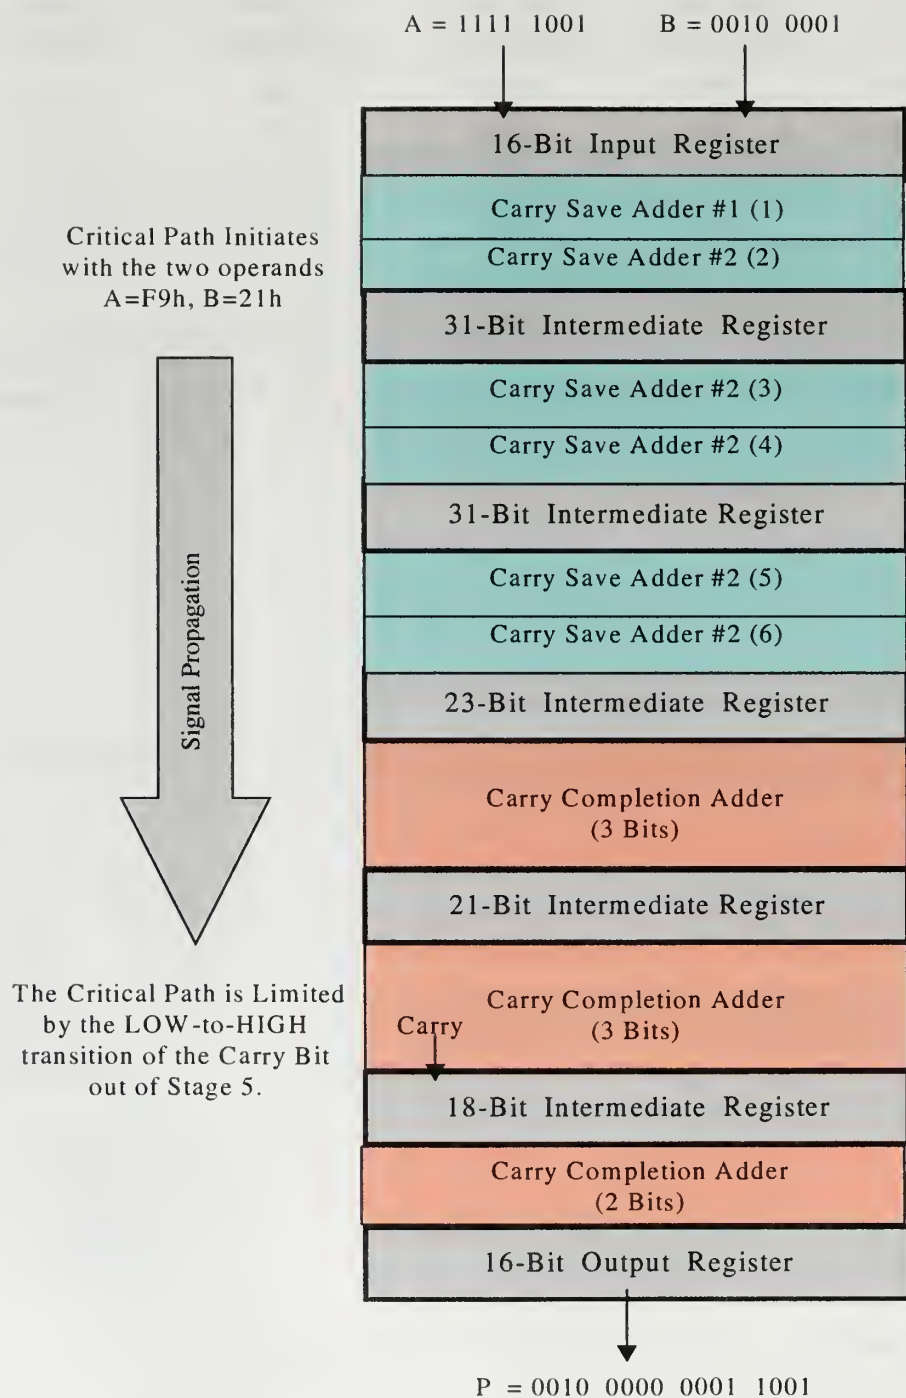 A = 1111 1001 B = 0010 0001
16-Bit Input Register
Carry Save Adder #1 (1)
Carry Save Adder #2 (2)
Critical Path Initiates
with the two operands
A=F9h, B=21h
31-Bit Intermediate Register
Carry Save Adder #2 (3)
Carry Save Adder #2 (4)
31-Bit Intermediate Register
Carry Save Adder #2 (5)
Carry Save Adder #2 (6)
Signal Propagation
23-Bit Intermediate Register
Carry Completion Adder
(3 Bits)
21-Bit Intermediate Register
Carry Completion Adder
(3 Bits)
Carry
The Critical Path is Limited
by the LOW-to-HIGH
transition of the Carry Bit
out of Stage 5.
18-Bit Intermediate Register
Carry Completion Adder
(2 Bits)
16-Bit Output Register
P = 0010 0000 0001 1001